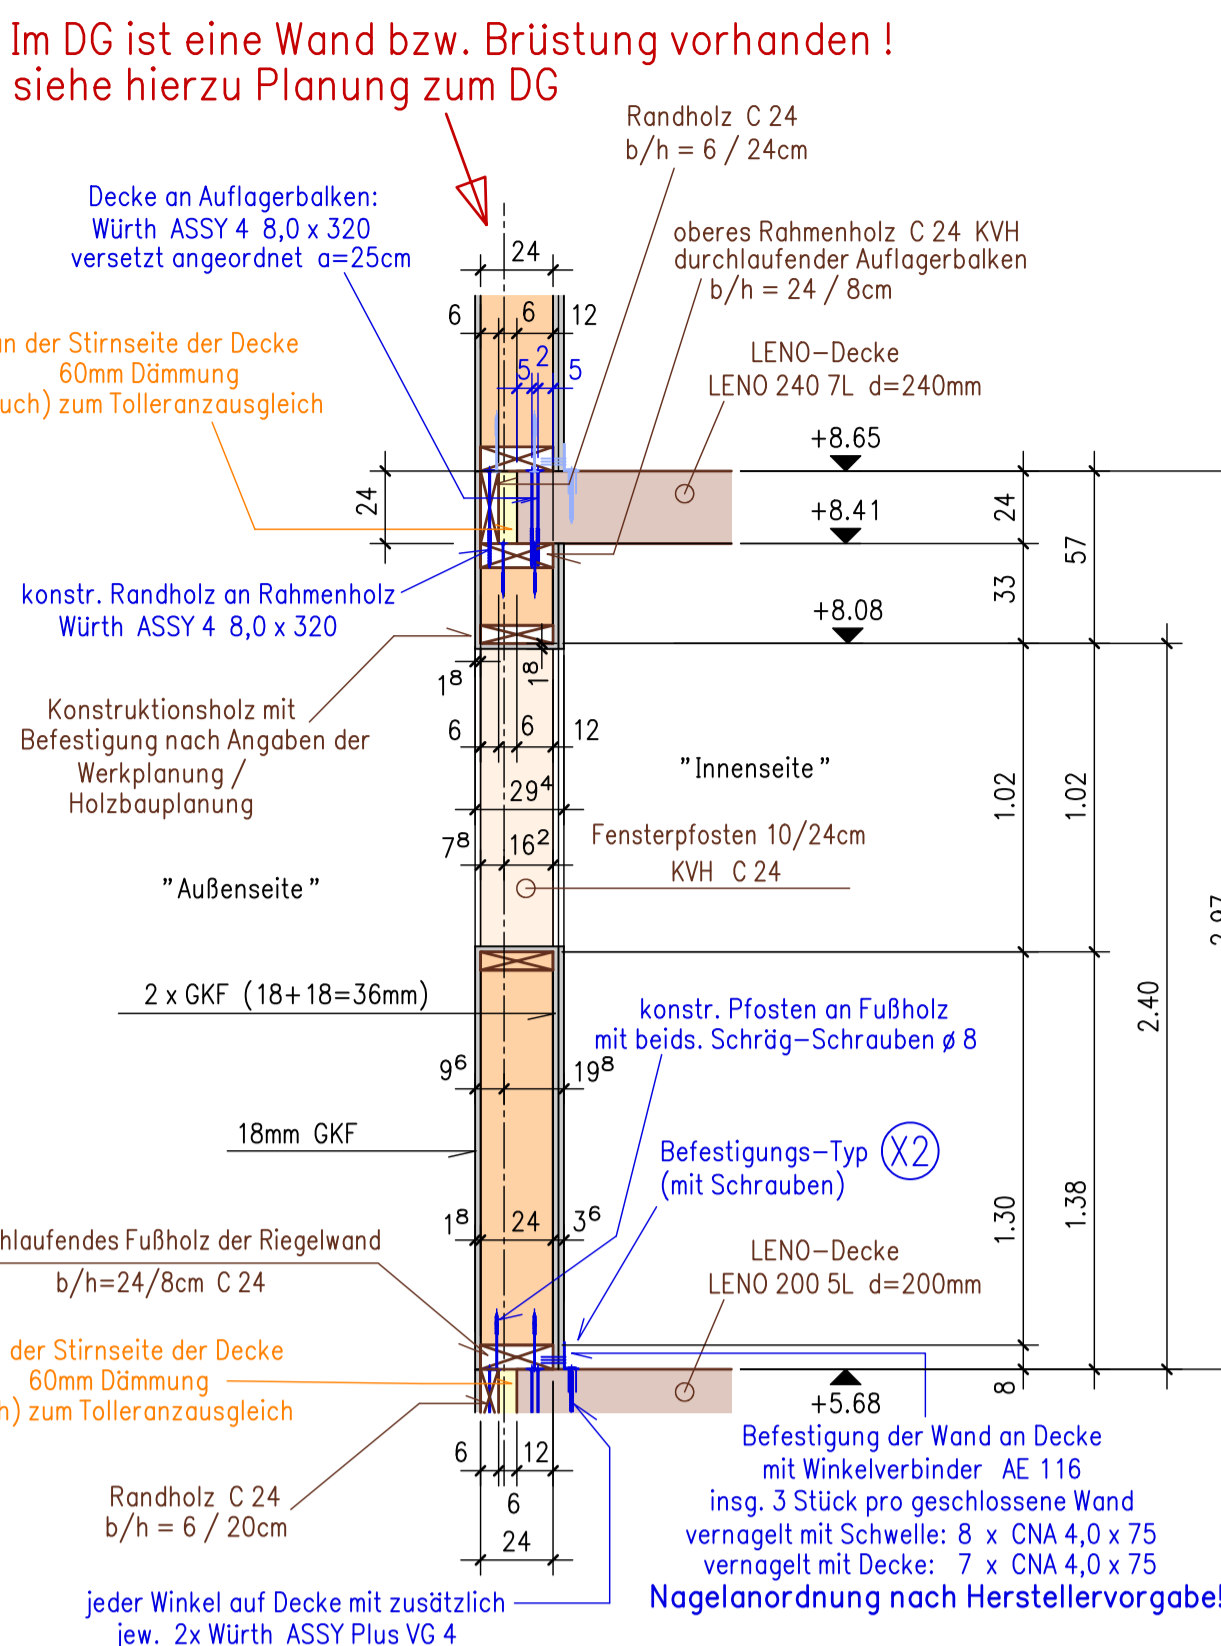 Im DG ist eine Wand bzw. Brüstung vorhanden !
siehe hierzu Planung zum DG
Randholz C 24
b/h = 6 / 24cm
Decke an Auflagerbalken:
Würth ASSY 4 8,0 x 320
versetzt angeordnet a=25cm
oberes Rahmenholz C 24 KVH
durchlaufender Auflagerbalken
b/h = 24 / 8cm
24
6
6
12
5
2
5
an der Stirnseite der Decke
60mm Dämmung
uch) zum Tolleranzausgleich
LENO-Decke
LENO 240 7L d=240mm
+8.65
24
+8.41
24
57
33
konstr. Randholz an Rahmenholz
Würth ASSY 4 8,0 x 320
+8.08
1⁸
1⁸
Konstruktionsholz mit
Befestigung nach Angaben der
Werkplanung /
Holzbauplanung
6
6
12
"Innenseite"
29⁴
1.02
1.02
7⁸
16²
Fensterpfosten 10/24cm
KVH C 24
"Außenseite"
2.97
2 x GKF (18+18=36mm)
konstr. Pfosten an Fußholz
mit beids. Schräg-Schrauben ø 8
2.40
9⁶
19⁸
18mm GKF
Befestigungs-Typ X2
(mit Schrauben)
1.30
1.38
1⁸
24
3⁶
hlaufendes Fußholz der Riegelwand
b/h=24/8cm C 24
LENO-Decke
LENO 200 5L d=200mm
der Stirnseite der Decke
60mm Dämmung
h) zum Tolleranzausgleich
8
+5.68
6
12
6
24
Randholz C 24
b/h = 6 / 20cm
Befestigung der Wand an Decke
mit Winkelverbinder AE 116
insg. 3 Stück pro geschlossene Wand
vernagelt mit Schwelle: 8 x CNA 4,0 x 75
vernagelt mit Decke: 7 x CNA 4,0 x 75
Nagelanordnung nach Herstellervorgabe!
jeder Winkel auf Decke mit zusätzlich
jew. 2x Würth ASSY Plus VG 4